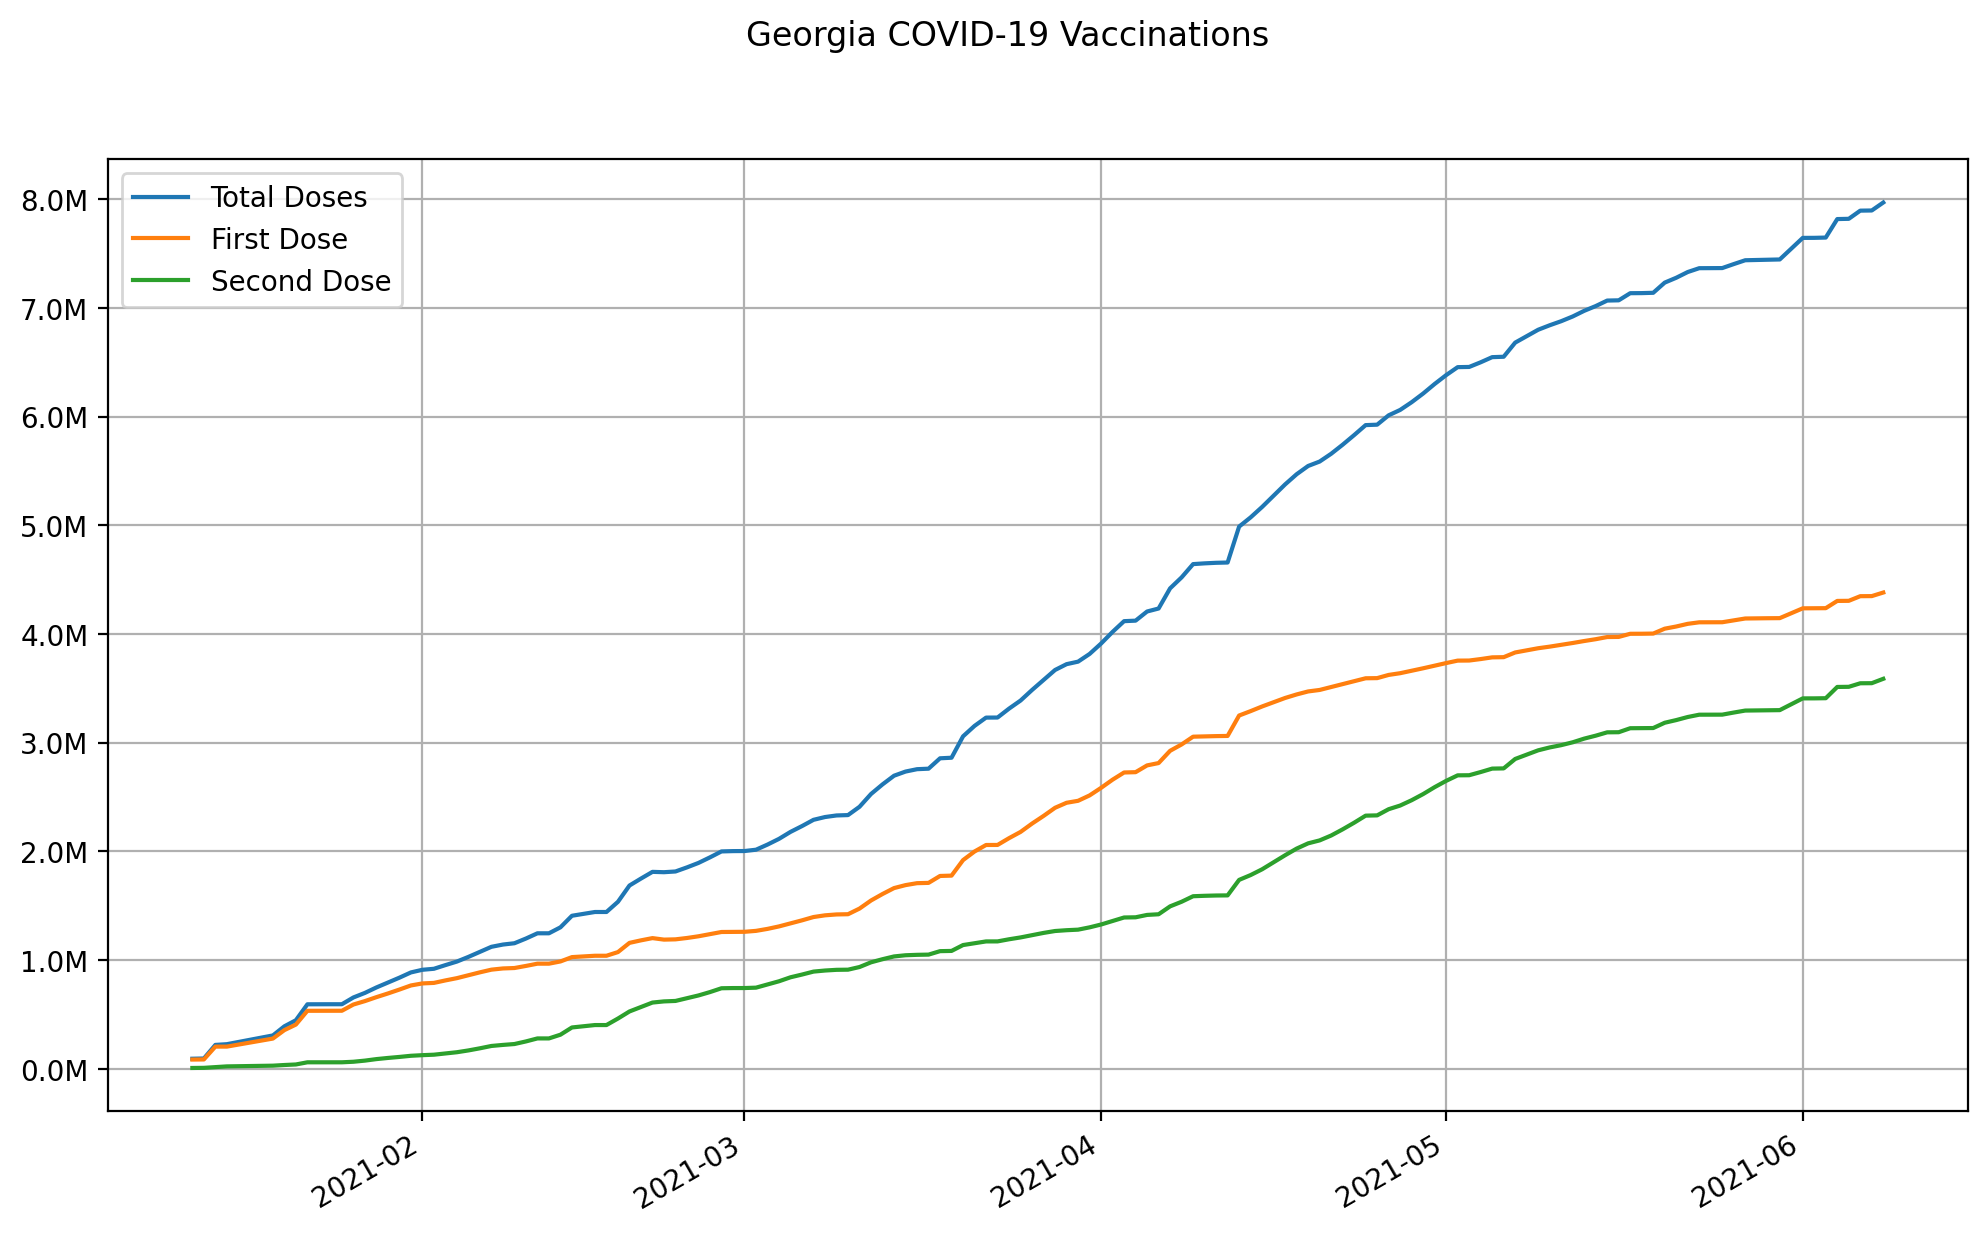 Georgia COVID-19 Vaccinations
Total Doses
First Dose
Second Dose
8.0M
7.0M
6.0M
5.0M
4.0M
3.0M
2.0M
1.0M
0.0M
2021-02
2021-03
2021-04
2021-05
2021-06